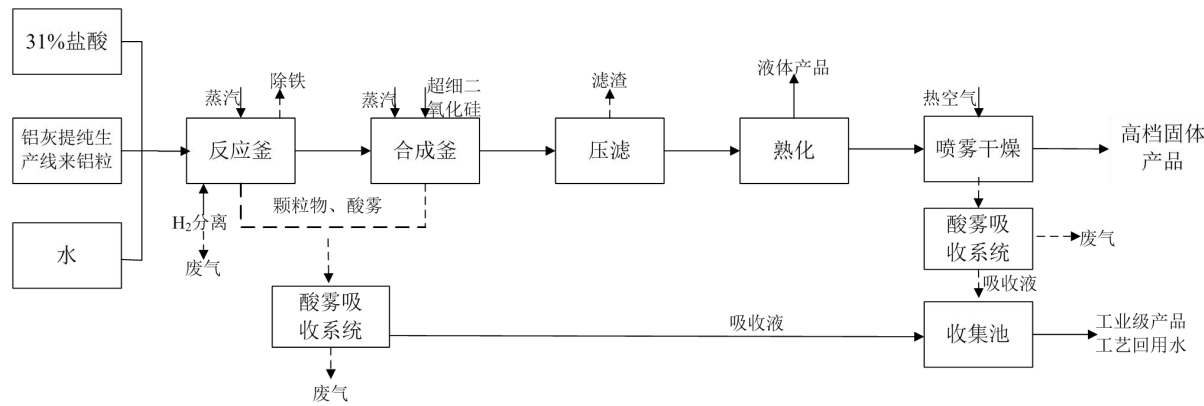 31%盐酸
铝灰提纯生
产线来铝粒
水
蒸汽
除铁
反应釜
H₂分离
废气
蒸汽
超细二
氧化硅
合成釜
颗粒物、酸雾
酸雾吸
收系统
废气
滤渣
压滤
液体产品
熟化
热空气
喷雾干燥
高档固体
产品
酸雾吸
收系统
废气
吸收液
吸收液
收集池
工业级产品
工艺回用水